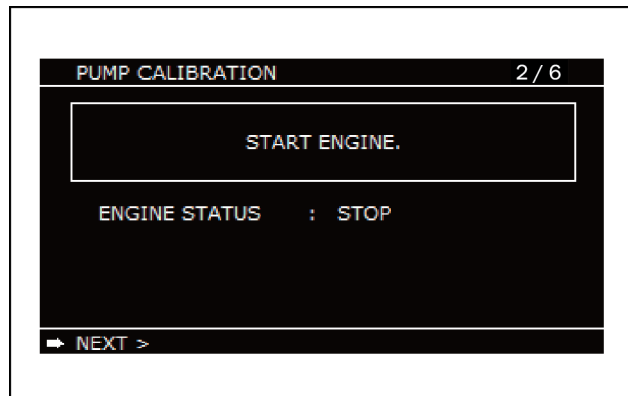 PUMP CALIBRATION 2/6
START ENGINE.
ENGINE STATUS : STOP
➡ NEXT >